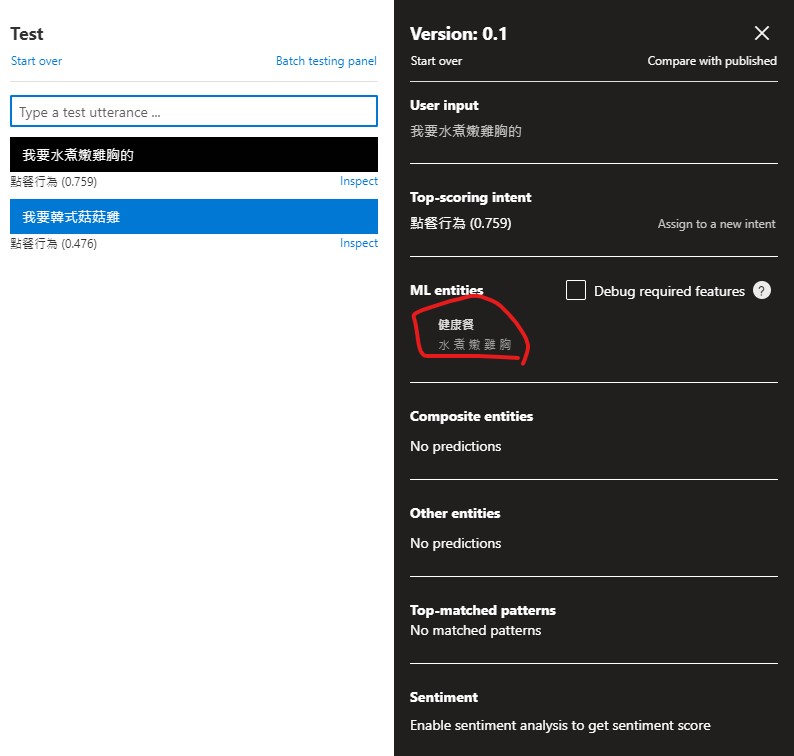 Test
Start over
Batch testing panel
Type a test utterance ...
我要水煮嫩雞胸的
點餐行為 (0.759)
Inspect
我要韓式菇菇雞
點餐行為 (0.476)
Inspect
Version: 0.1
Start over
Compare with published
User input
我要水煮嫩雞胸的
Top-scoring intent
點餐行為 (0.759)
Assign to a new intent
ML entities
Debug required features
?
健康餐
水 煮 嫩 雞 胸
Composite entities
No predictions
Other entities
No predictions
Top-matched patterns
No matched patterns
Sentiment
Enable sentiment analysis to get sentiment score